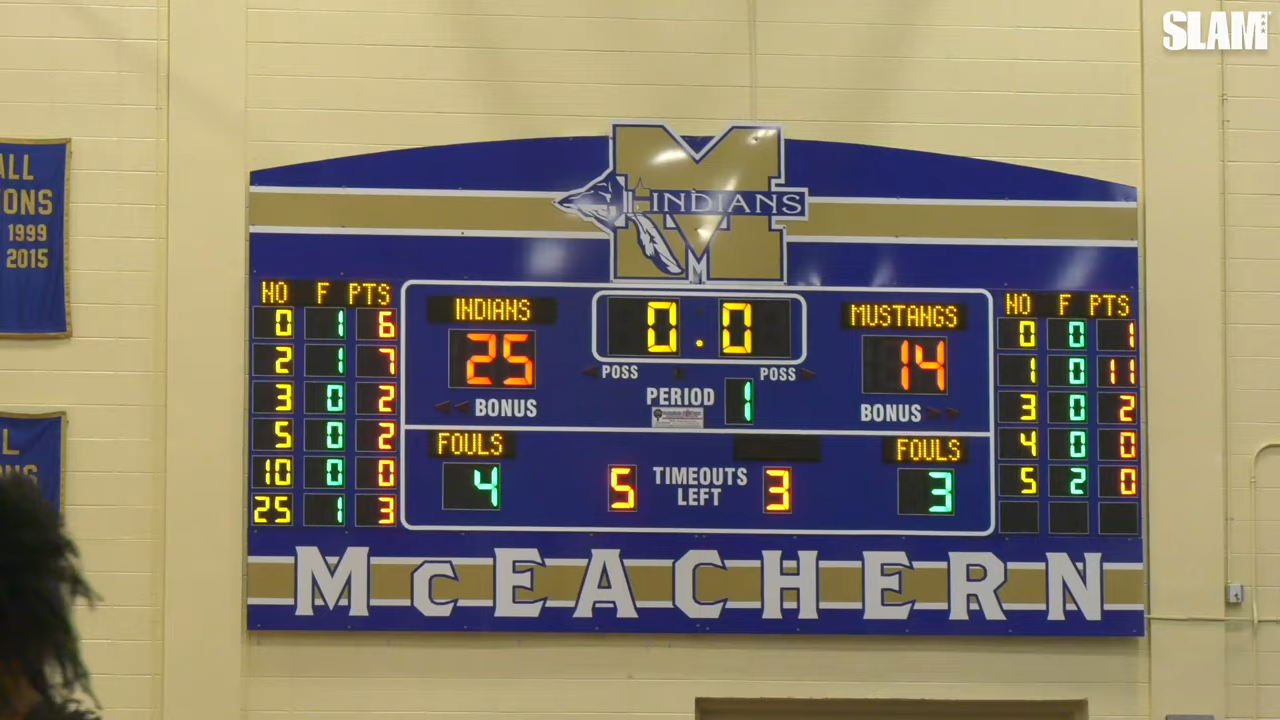 SLAM
ALL
IONS
1999
2015
L
NS
INDIANS
M
NO F PTS
0 1 6
2 1 7
3 0 2
5 0 2
10 0 0
25 1 3
INDIANS
25
BONUS
0.0
POSS POSS
PERIOD 1
MUSTANGS
14
BONUS
FOULS
4
5 TIMEOUTS LEFT 3
FOULS
3
NO F PTS
0 0 1
1 0 11
3 0 2
4 0 0
5 2 0
McEACHERN